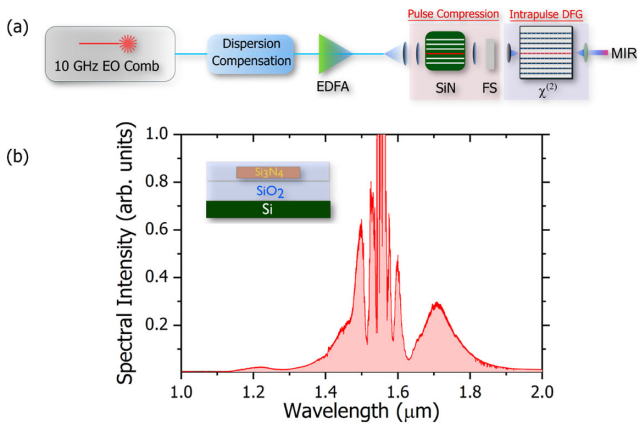 (a)
Pulse Compression
Intrapulse DFG
10 GHz EO Comb
Dispersion
Compensation
EDFA
SiN
FS
χ(2)
MIR
(b)
Spectral Intensity (arb. units)
1.0
0.8
0.6
0.4
0.2
Si₃N₄
SiO₂
Si
1.0 1.2 1.4 1.6 1.8 2.0
Wavelength (μm)